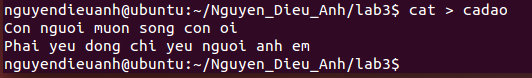 nguyendieuanh@ubuntu:~/Nguyen_Dieu_Anh/lab3$ cat > cadao
Con nguoi muon song con oi
Phai yeu dong chi yeu nguoi anh em
nguyendieuanh@ubuntu:~/Nguyen_Dieu_Anh/lab3$